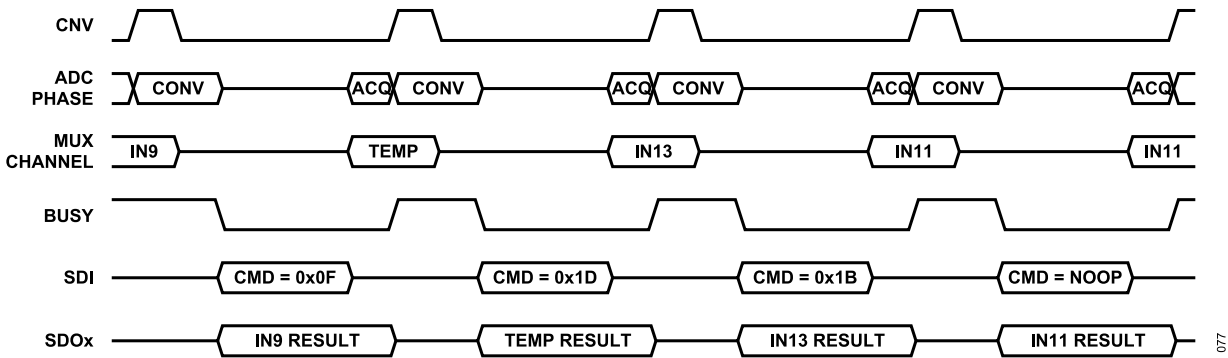 CNV
ADC
PHASE
CONV ACQ CONV ACQ CONV ACQ CONV ACQ
MUX
CHANNEL
IN9 TEMP IN13 IN11 IN11
BUSY
SDI
CMD = 0x0F CMD = 0x1D CMD = 0x1B CMD = NOOP
SDOx
IN9 RESULT TEMP RESULT IN13 RESULT IN11 RESULT
077